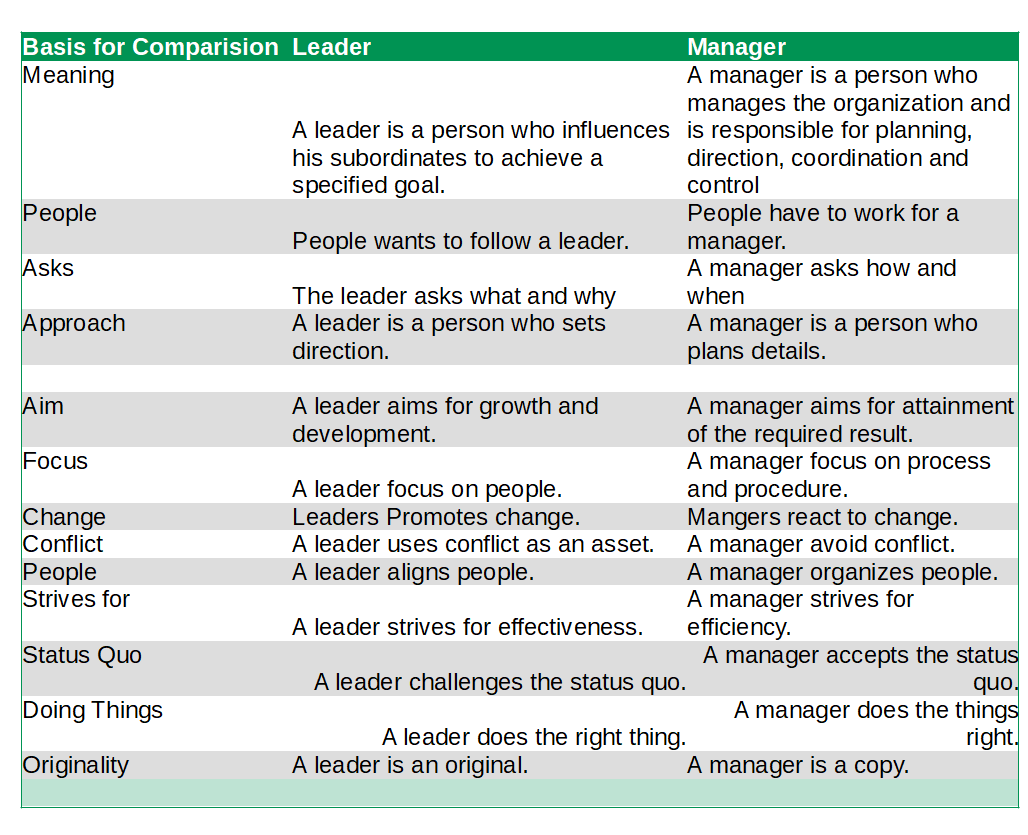 Basis for Comparision Leader Manager
Meaning
A leader is a person who influences
his subordinates to achieve a
specified goal.
A manager is a person who
manages the organization and
is responsible for planning,
direction, coordination and
control
People
People wants to follow a leader.
People have to work for a
manager.
Asks
The leader asks what and why
A manager asks how and
when
Approach
A leader is a person who sets
direction.
A manager is a person who
plans details.
Aim
A leader aims for growth and
development.
A manager aims for attainment
of the required result.
Focus
A leader focus on people.
A manager focus on process
and procedure.
Change
Leaders Promotes change.
Mangers react to change.
Conflict
A leader uses conflict as an asset.
A manager avoid conflict.
People
A leader aligns people.
A manager organizes people.
Strives for
A leader strives for effectiveness.
A manager strives for
efficiency.
Status Quo
A leader challenges the status quo.
A manager accepts the status
quo.
Doing Things
A leader does the right thing.
A manager does the things
right.
Originality
A leader is an original.
A manager is a copy.